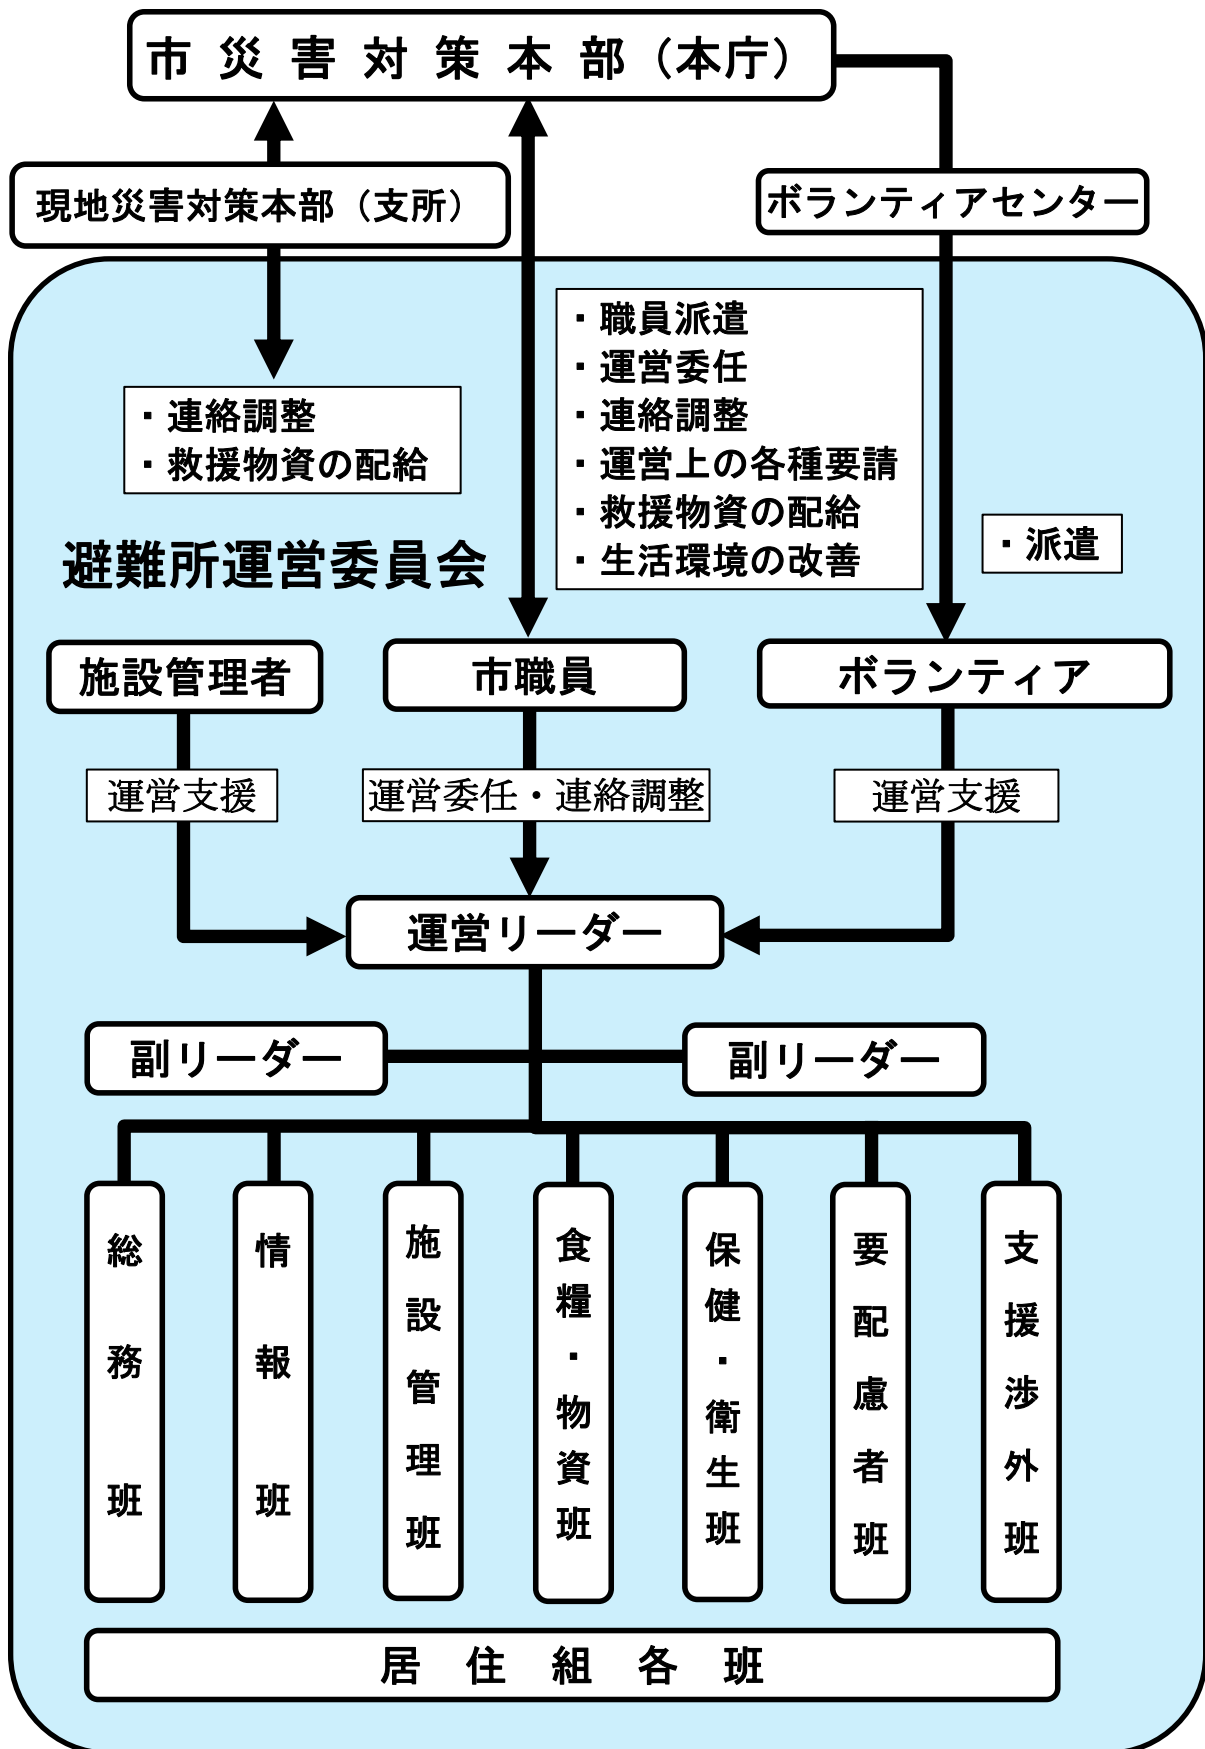 市災害対策本部（本庁）
現地災害対策本部（支所）
ボランティアセンター
・連絡調整
・救援物資の配給
・職員派遣
・運営委任
・連絡調整
・運営上の各種要請
・救援物資の配給
・生活環境の改善
・派遣
避難所運営委員会
施設管理者
市職員
ボランティア
運営支援
運営委任・連絡調整
運営支援
運営リーダー
副リーダー
副リーダー
総務班
情報班
施設管理班
食糧・物資班
保健・衛生班
要配慮者班
支援渉外班
居住組各班